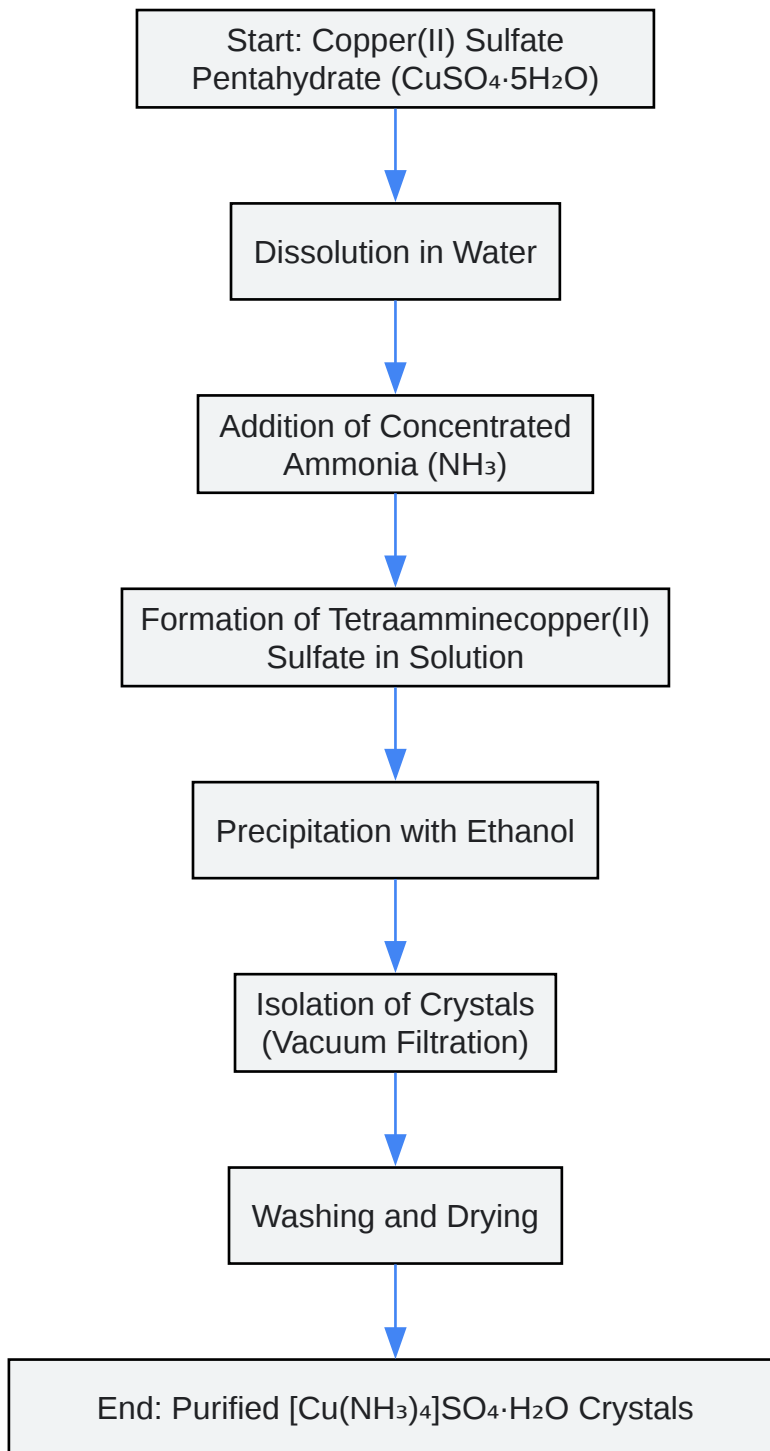 Start: Copper(II) Sulfate
Pentahydrate (CuSO₄·5H₂O)
Dissolution in Water
Addition of Concentrated
Ammonia (NH₃)
Formation of Tetraamminecopper(II)
Sulfate in Solution
Precipitation with Ethanol
Isolation of Crystals
(Vacuum Filtration)
Washing and Drying
End: Purified [Cu(NH₃)₄]SO₄·H₂O Crystals